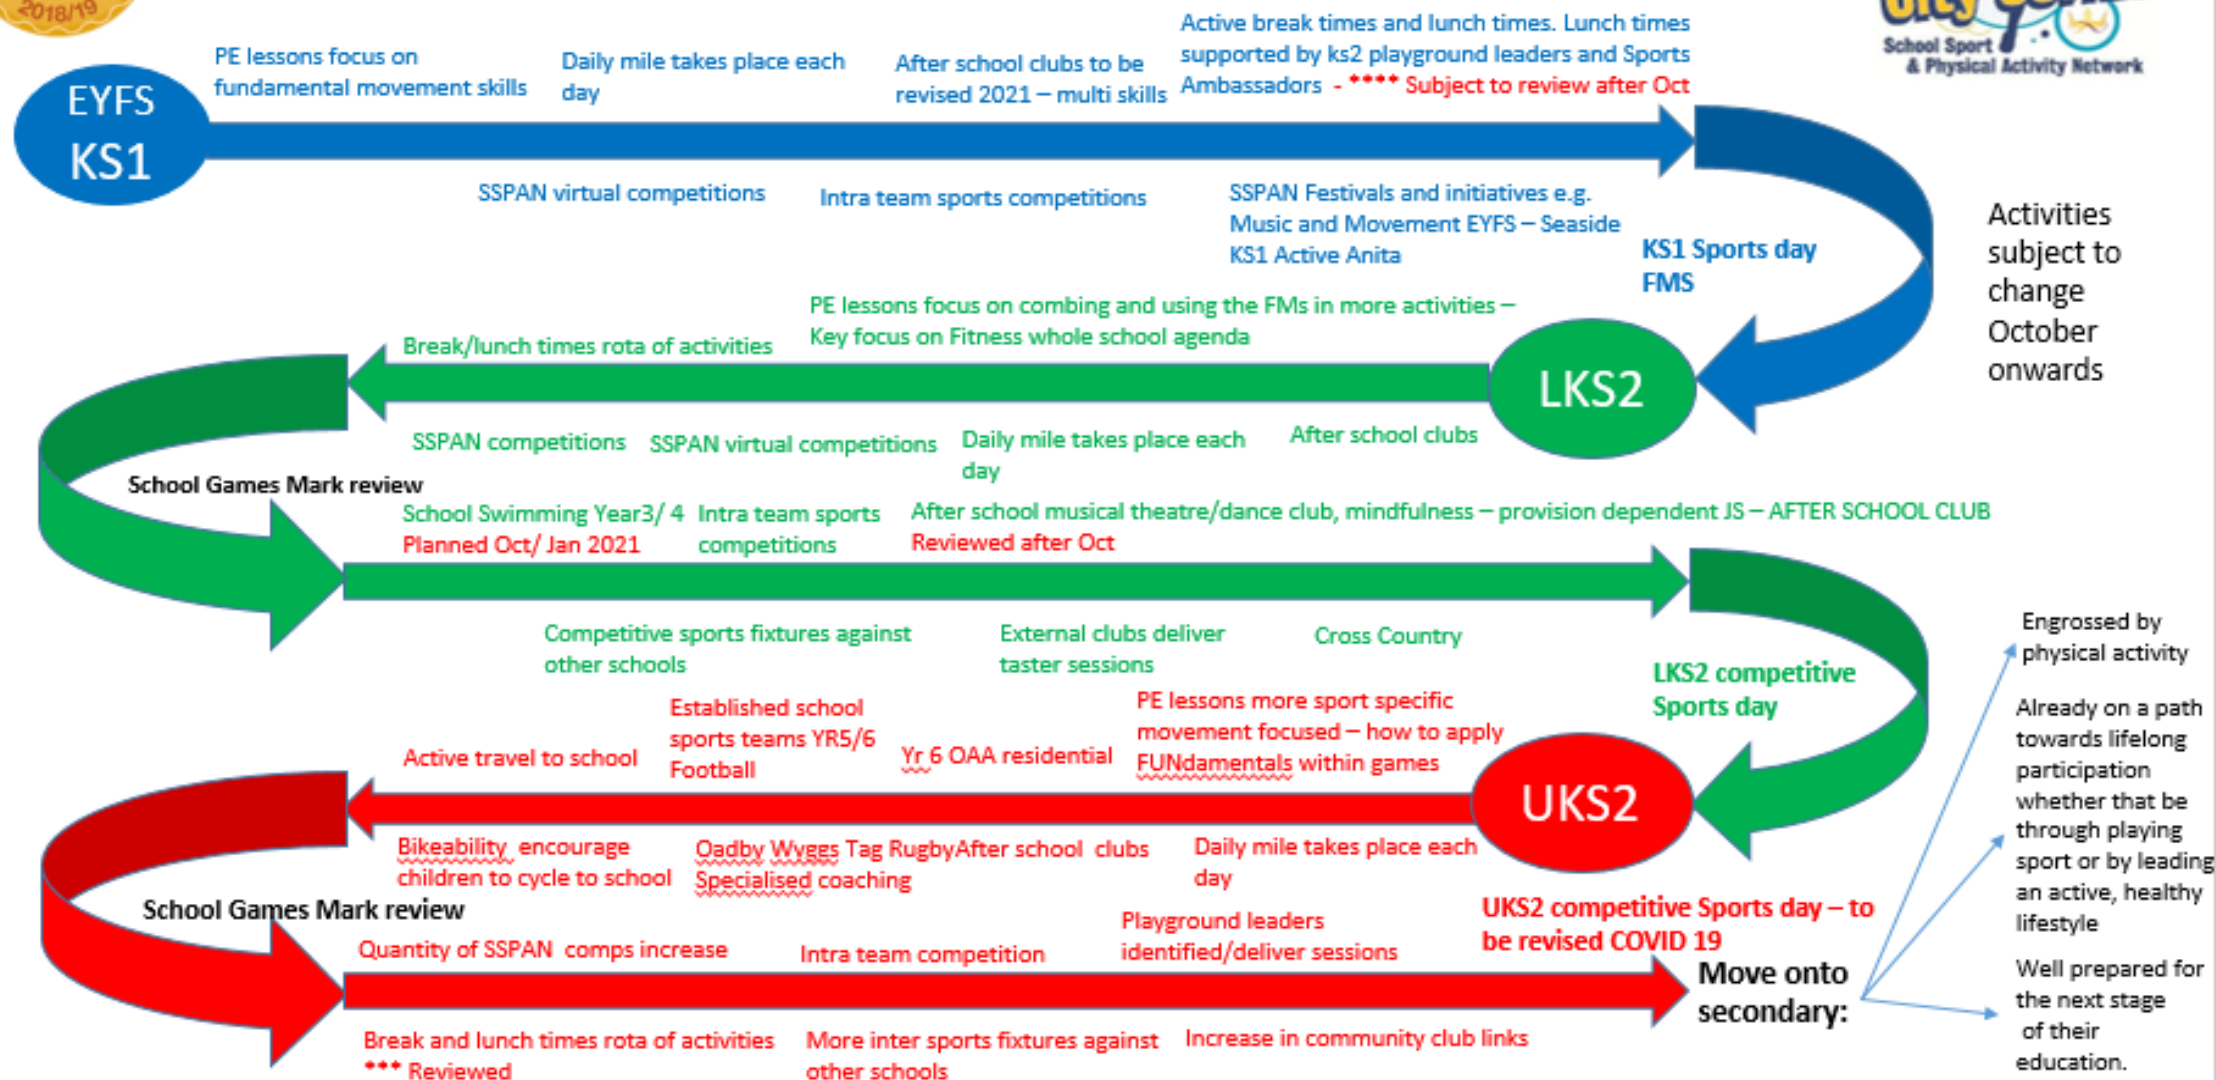 2018/19
School Sport
& Physical Activity Network
EYFS
KS1
PE lessons focus on
fundamental movement skills
Daily mile takes place each
day
After school clubs to be
revised 2021 – multi skills
Active break times and lunch times. Lunch times
supported by ks2 playground leaders and Sports
Ambassadors - **** Subject to review after Oct
SSPAN virtual competitions
Intra team sports competitions
SSPAN Festivals and initiatives e.g.
Music and Movement EYFS – Seaside
KS1 Active Anita
KS1 Sports day
FMS
Activities
subject to
change
October
onwards
LKS2
PE lessons focus on combing and using the FMs in more activities –
Key focus on Fitness whole school agenda
Break/lunch times rota of activities
SSPAN competitions
SSPAN virtual competitions
Daily mile takes place each
day
After school clubs
School Games Mark review
School Swimming Year3/ 4
Planned Oct/ Jan 2021
Intra team sports
competitions
After school musical theatre/dance club, mindfulness – provision dependent JS – AFTER SCHOOL CLUB
Reviewed after Oct
Competitive sports fixtures against
other schools
External clubs deliver
taster sessions
Cross Country
LKS2 competitive
Sports day
UKS2
PE lessons more sport specific
movement focused – how to apply
FUNdamentals within games
Yr 6 OAA residential
Established school
sports teams YR5/6
Football
Active travel to school
Bikeability encourage
children to cycle to school
Oadby Wyggs Tag RugbyAfter school clubs
Specialised coaching
Daily mile takes place each
day
School Games Mark review
Quantity of SSPAN comps increase
Intra team competition
Playground leaders
identified/deliver sessions
UKS2 competitive Sports day – to
be revised COVID 19
Break and lunch times rota of activities
*** Reviewed
More inter sports fixtures against
other schools
Increase in community club links
Move onto
secondary:
Engrossed by
physical activity
Already on a path
towards lifelong
participation
whether that be
through playing
sport or by leading
an active, healthy
lifestyle
Well prepared for
the next stage
of their
education.